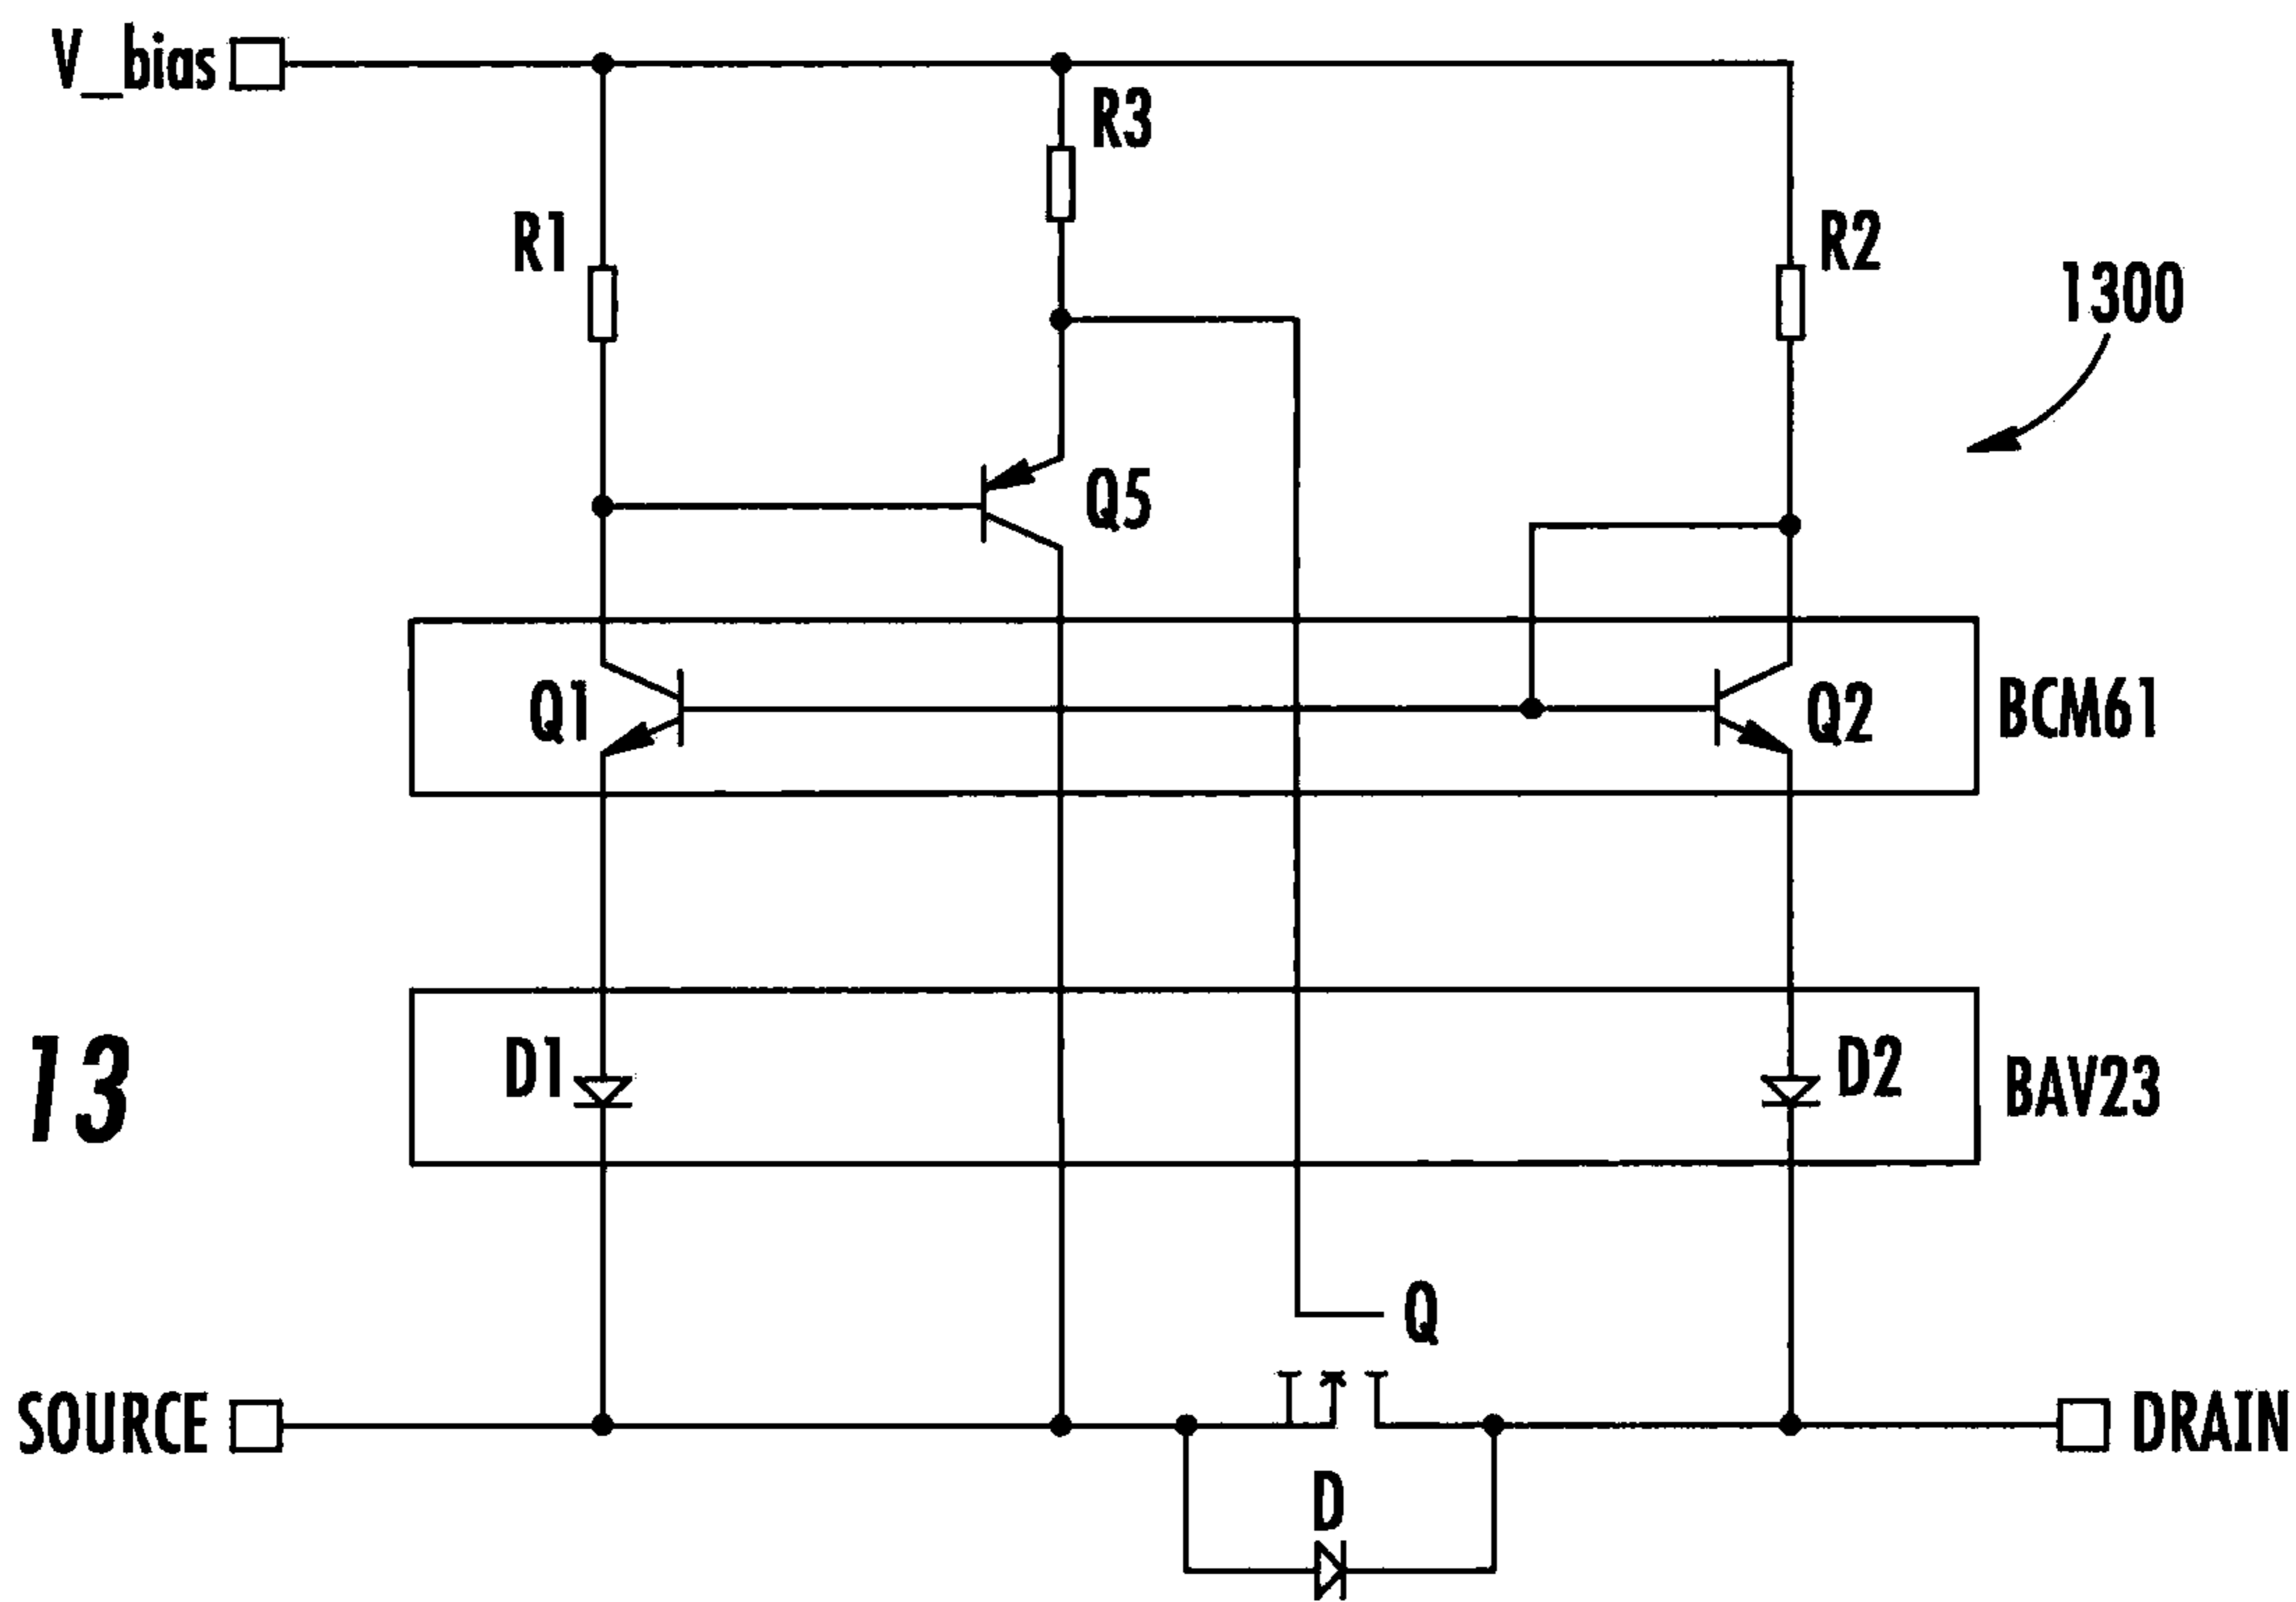 V_bias
R3
R1
R2
1300
Q5
Q1
Q2
BCM61
D1
D2
BAV23
13
Q
SOURCE
DRAIN
D